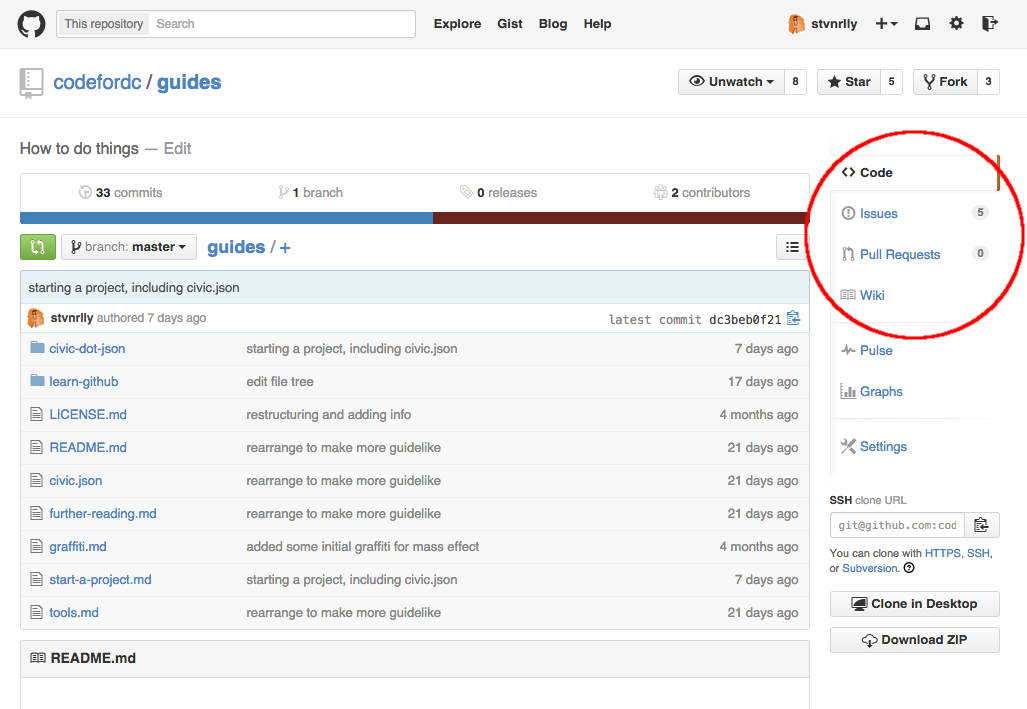 This repository Search Explore Gist Blog Help stvnrlly
codefordc / guides Unwatch 8 Star 5 Fork 3
How to do things — Edit
33 commits 1 branch 0 releases 2 contributors
branch: master guides / +
starting a project, including civic.json
stvnrlly authored 7 days ago latest commit dc3beb0f21
civic-dot-json starting a project, including civic.json 7 days ago
learn-github edit file tree 17 days ago
LICENSE.md restructuring and adding info 4 months ago
README.md rearrange to make more guidelike 21 days ago
civic.json rearrange to make more guidelike 21 days ago
further-reading.md rearrange to make more guidelike 21 days ago
graffiti.md added some initial graffiti for mass effect 4 months ago
start-a-project.md starting a project, including civic.json 7 days ago
tools.md rearrange to make more guidelike 21 days ago
README.md
Code
Issues 5
Pull Requests 0
Wiki
Pulse
Graphs
Settings
SSH clone URL
git@github.com:cod
You can clone with HTTPS, SSH,
or Subversion.
Clone in Desktop
Download ZIP